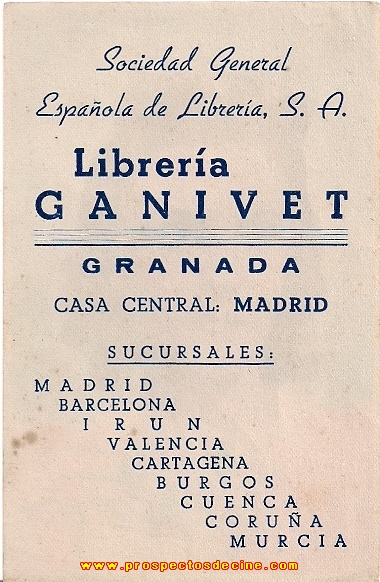 Sociedad General
Española de Librería, S. A.
Librería
GANIVET
GRANADA
CASA CENTRAL: MADRID
SUCURSALES:
MADRID
BARCELONA
IRUN
VALENCIA
CARTAGENA
BURGOS
CUENCA
CORUÑA
MURCIA
www.prospectosdecine.com